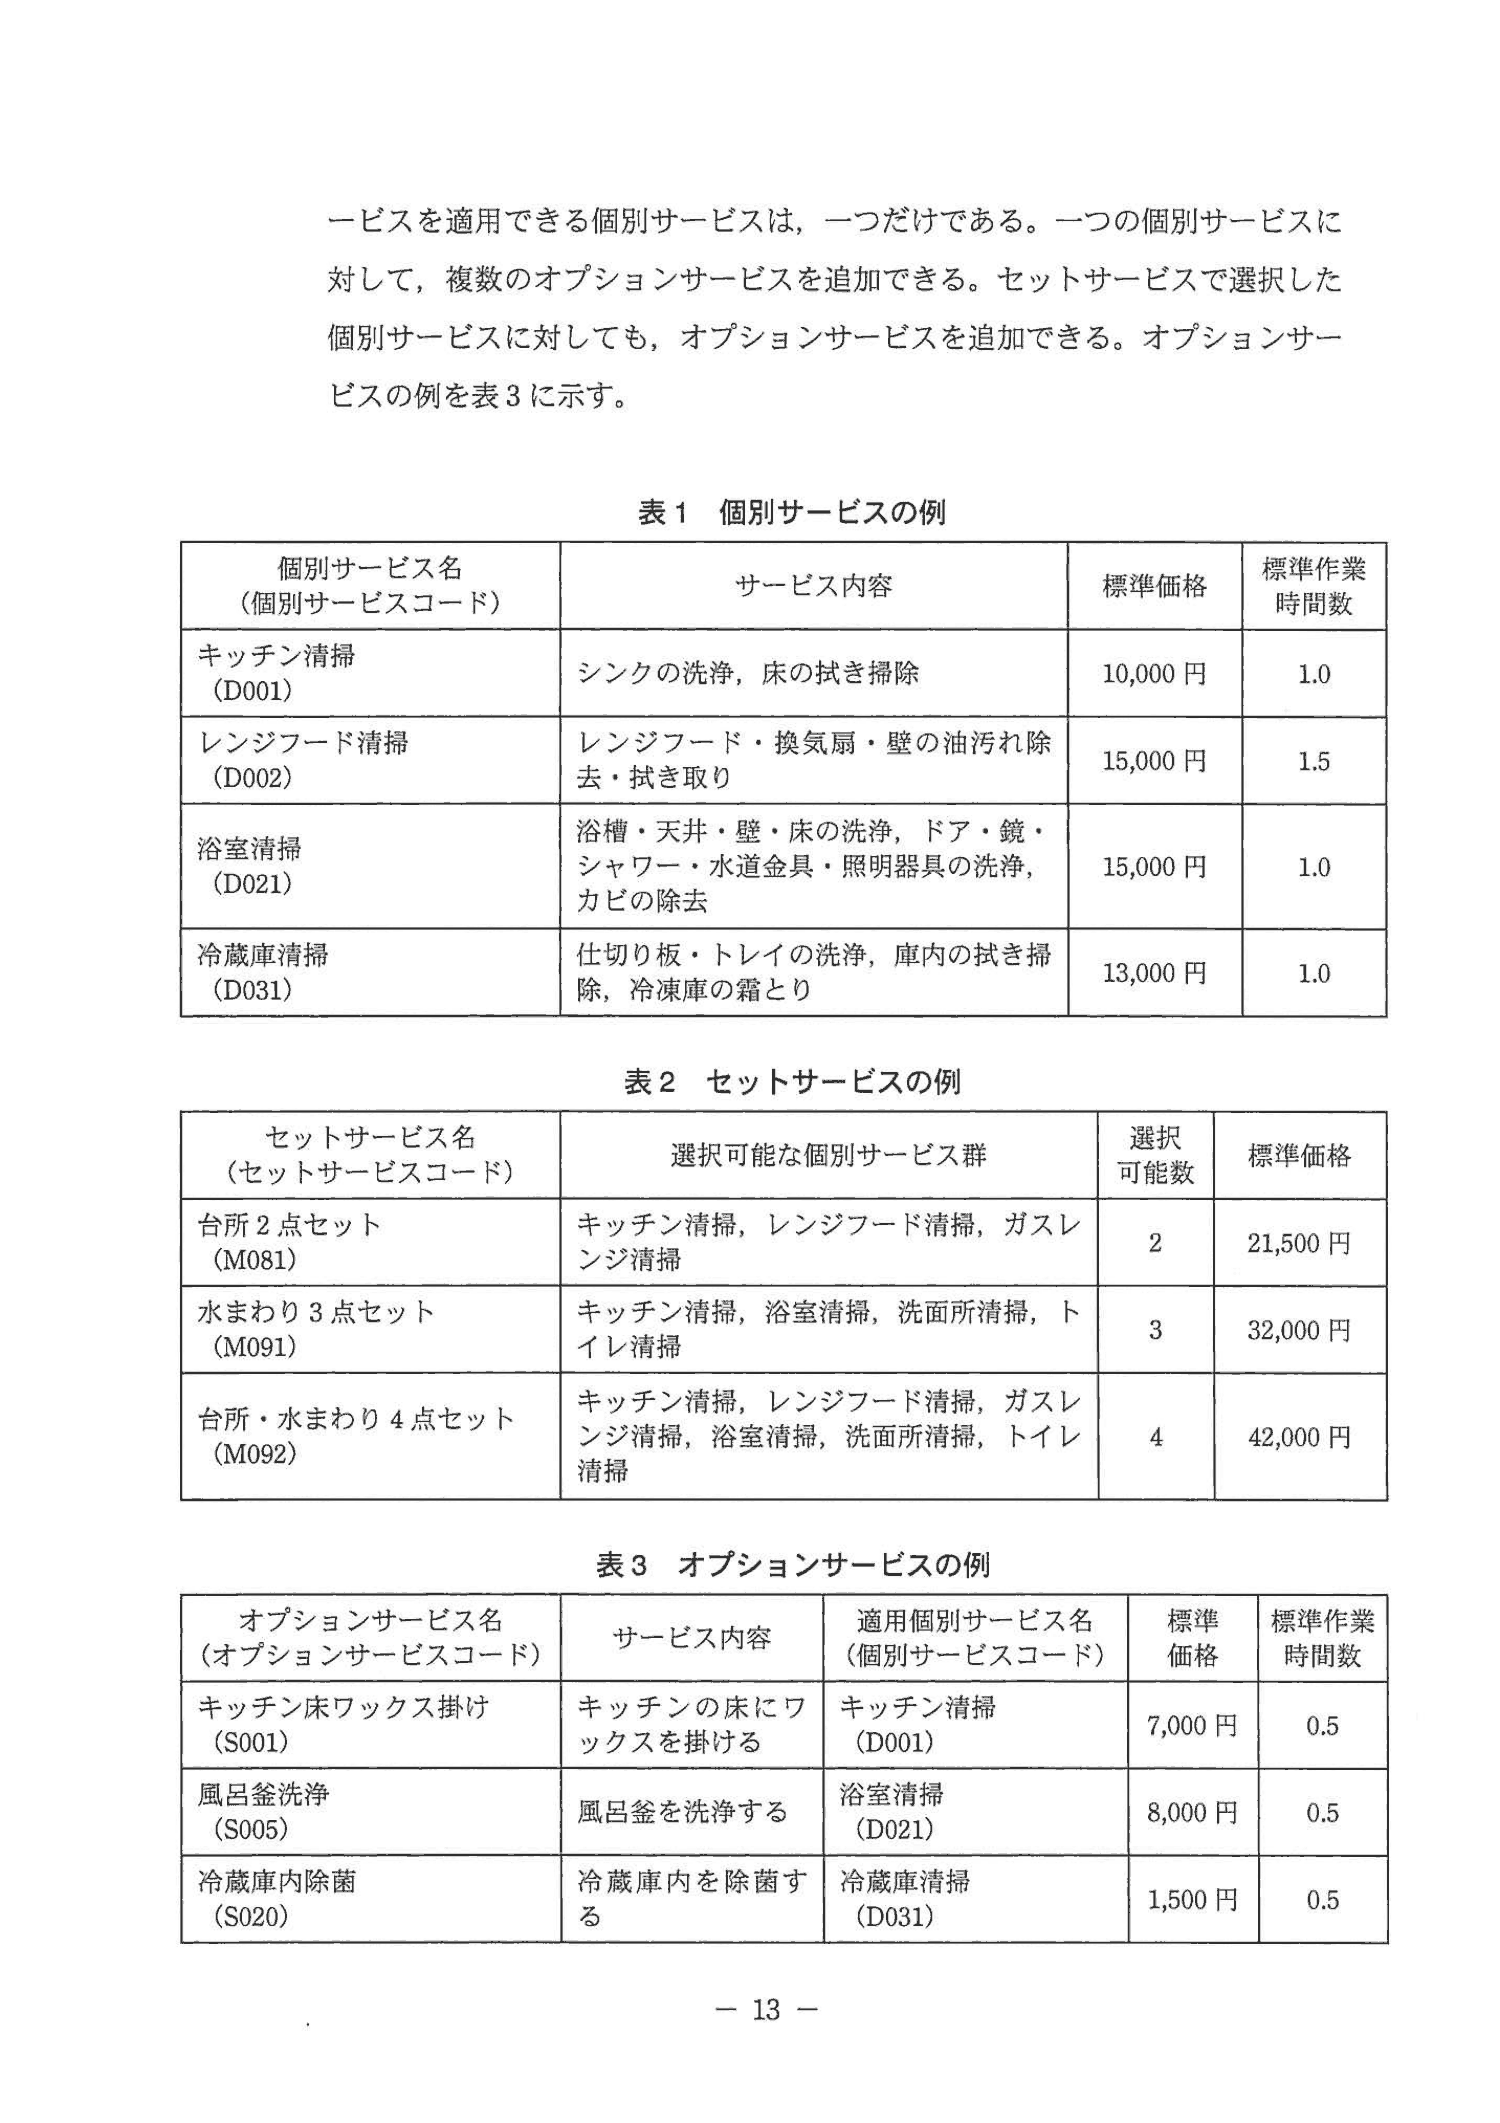 ービスを適用できる個別サービスは，一つだけである。一つの個別サービスに
対して，複数のオプションサービスを追加できる。セットサービスで選択した
個別サービスに対しても，オプションサービスを追加できる。オプションサー
ビスの例を表3に示す。
表1　個別サービスの例
個別サービス名
（個別サービスコード）
サービス内容
標準価格
標準作業
時間数
キッチン清掃
（D001）
シンクの洗浄，床の拭き掃除
10,000 円
1.0
レンジフード清掃
（D002）
レンジフード・換気扇・壁の油汚れ除
去・拭き取り
15,000 円
1.5
浴室清掃
（D021）
浴槽・天井・壁・床の洗浄，ドア・鏡・
シャワー・水道金具・照明器具の洗浄，
カビの除去
15,000 円
1.0
冷蔵庫清掃
（D031）
仕切り板・トレイの洗浄，庫内の拭き掃
除，冷凍庫の霜とり
13,000 円
1.0
表2　セットサービスの例
セットサービス名
（セットサービスコード）
選択可能な個別サービス群
選択
可能数
標準価格
台所 2 点セット
（M081）
キッチン清掃，レンジフード清掃，ガスレ
ンジ清掃
2
21,500 円
水まわり 3 点セット
（M091）
キッチン清掃，浴室清掃，洗面所清掃，ト
イレ清掃
3
32,000 円
台所・水まわり 4 点セット
（M092）
キッチン清掃，レンジフード清掃，ガスレ
ンジ清掃，浴室清掃，洗面所清掃，トイレ
清掃
4
42,000 円
表3　オプションサービスの例
オプションサービス名
（オプションサービスコード）
サービス内容
適用個別サービス名
（個別サービスコード）
標準
価格
標準作業
時間数
キッチン床ワックス掛け
（S001）
キッチンの床にワ
ックスを掛ける
キッチン清掃
（D001）
7,000 円
0.5
風呂釜洗浄
（S005）
風呂釜を洗浄する
浴室清掃
（D021）
8,000 円
0.5
冷蔵庫内除菌
（S020）
冷蔵庫内を除菌す
る
冷蔵庫清掃
（D031）
1,500 円
0.5
－ 13 －